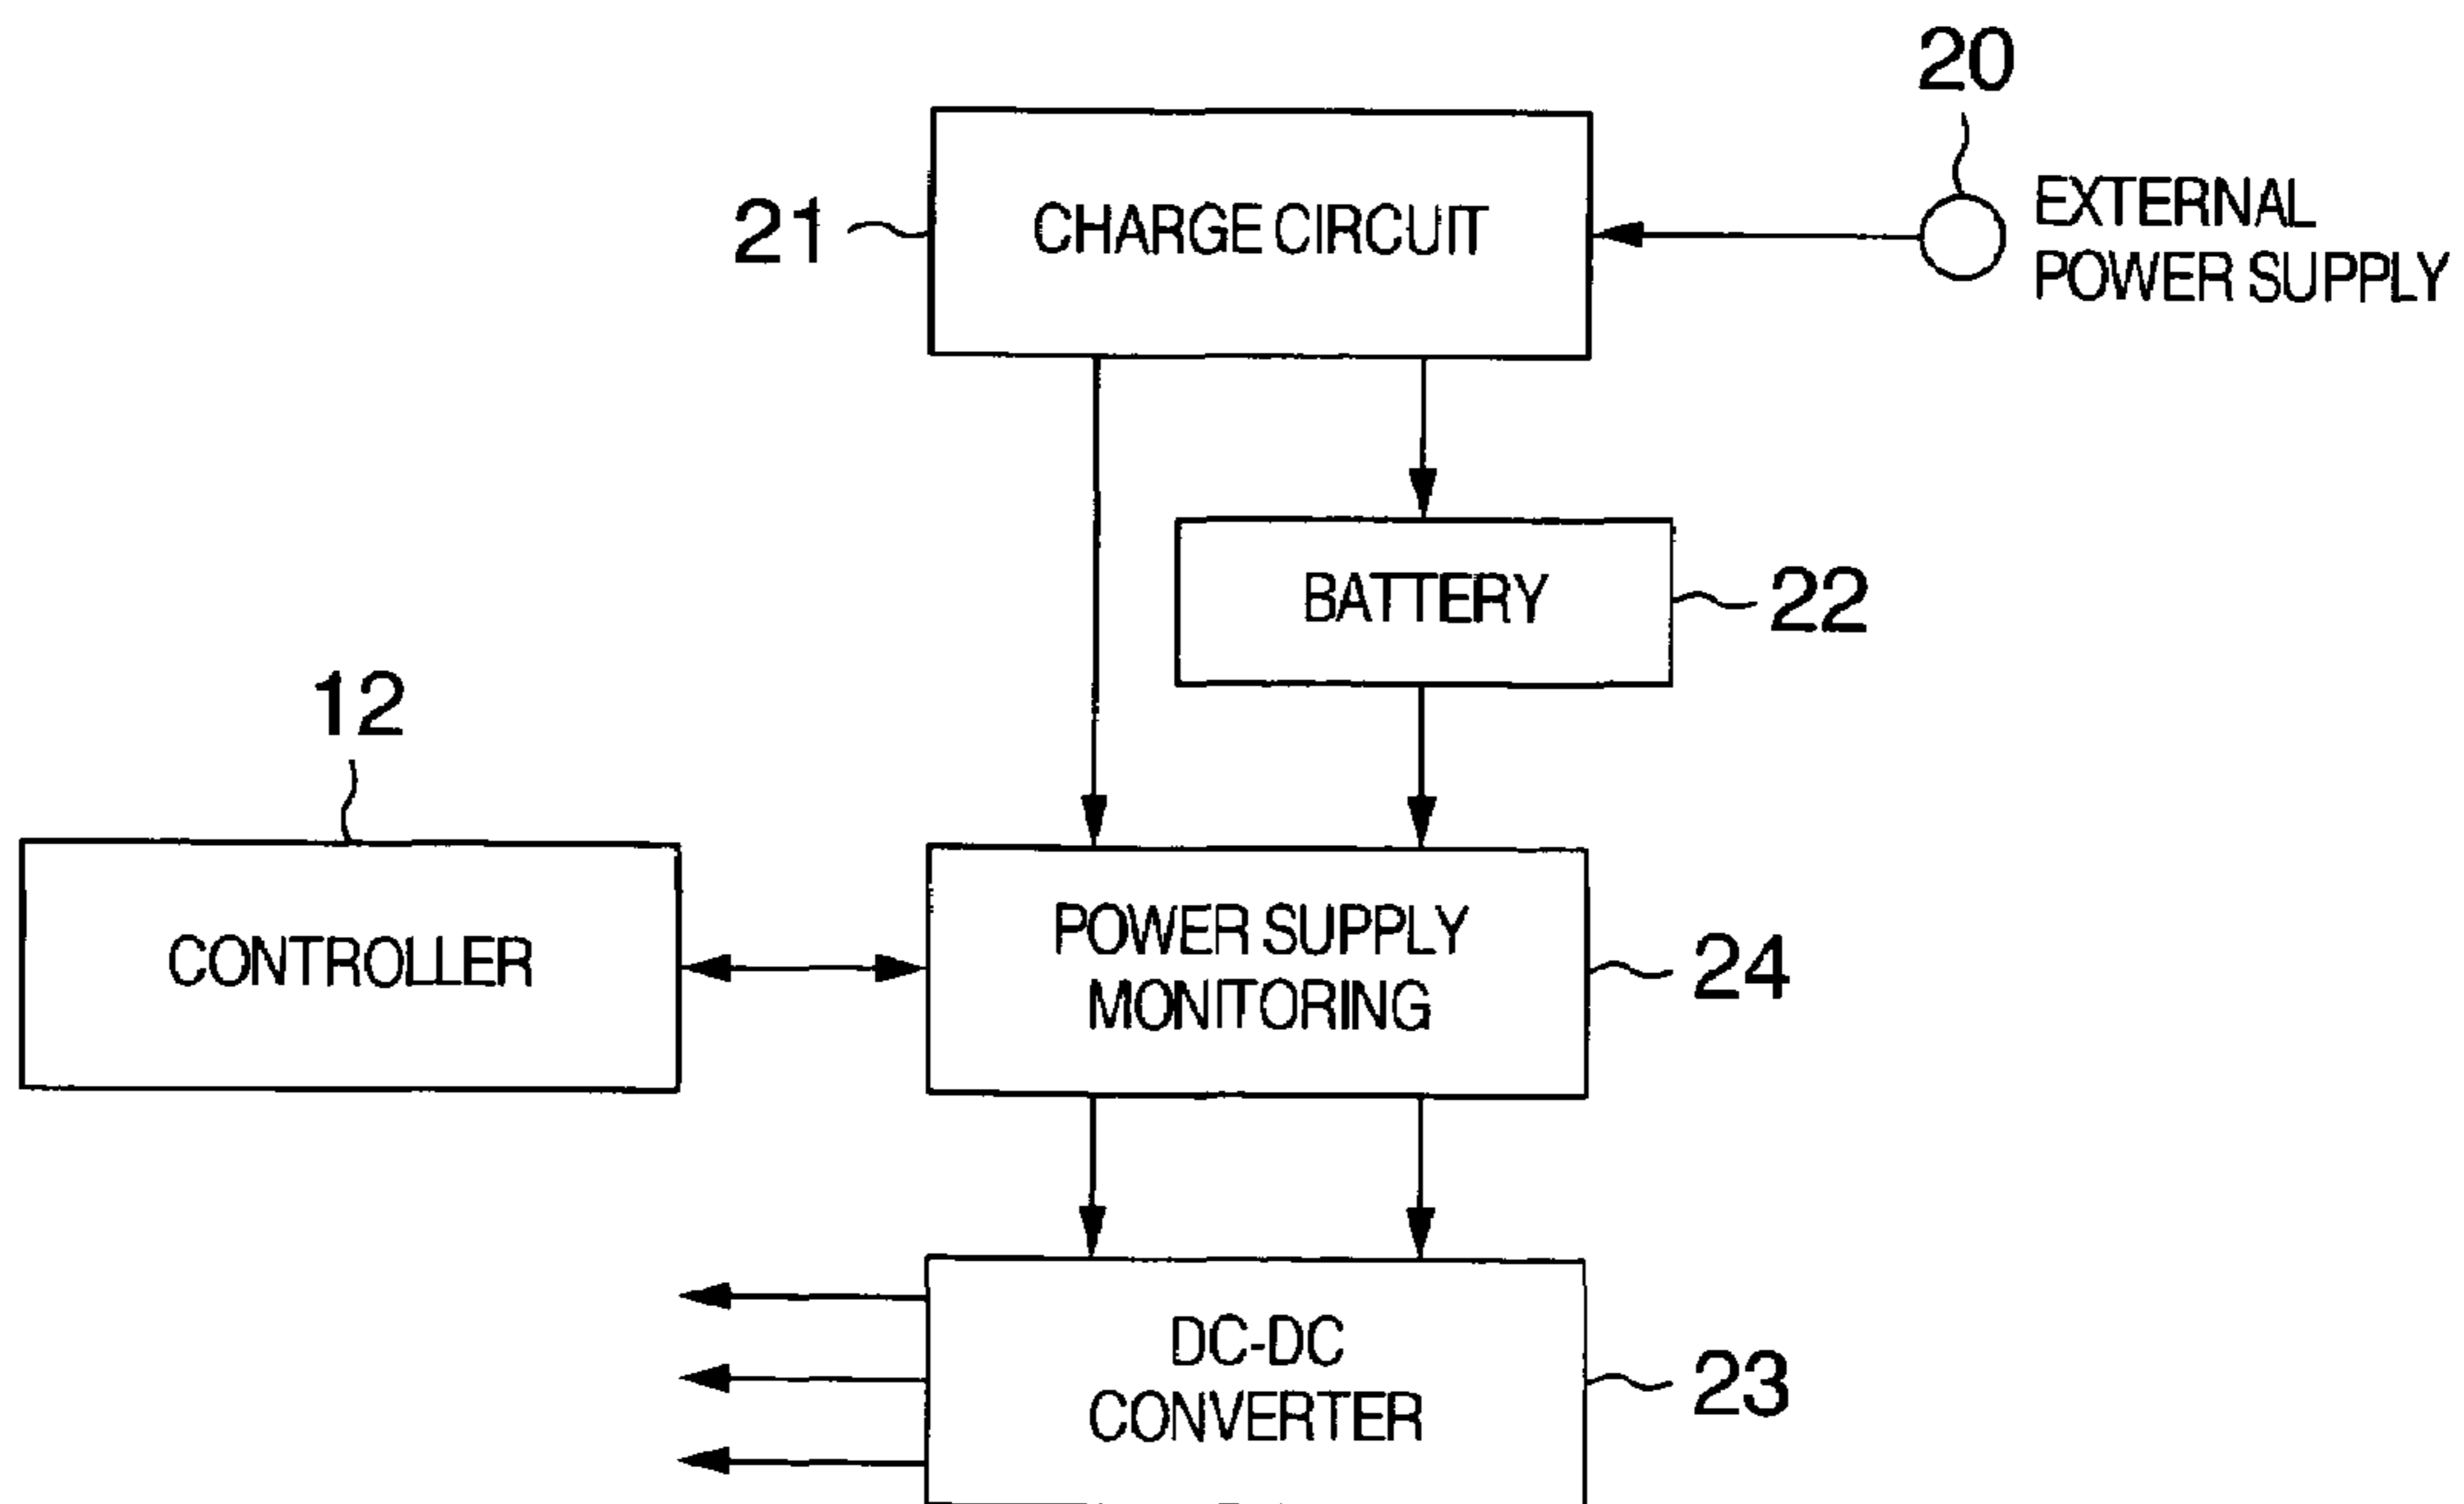 20
EXTERNAL
POWER SUPPLY
21
CHARGE CIRCUIT
BATTERY
22
12
CONTROLLER
POWER SUPPLY
MONITORING
24
DC-DC
CONVERTER
23